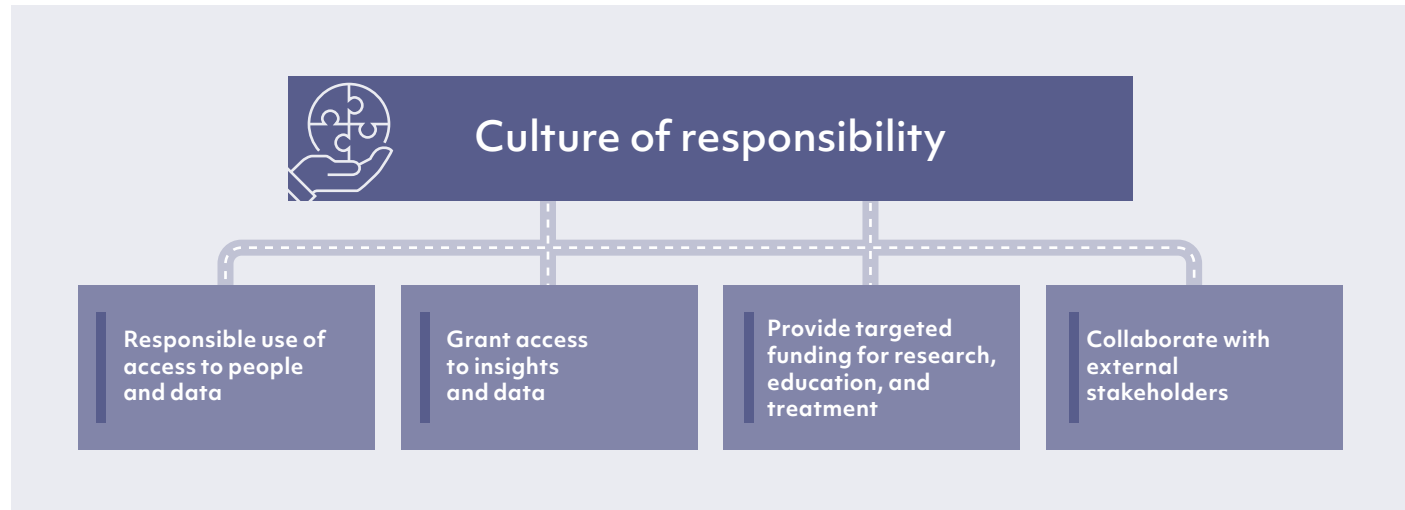 Culture of responsibility
Responsible use of
access to people
and data
Grant access
to insights
and data
Provide targeted
funding for research,
education, and
treatment
Collaborate with
external
stakeholders